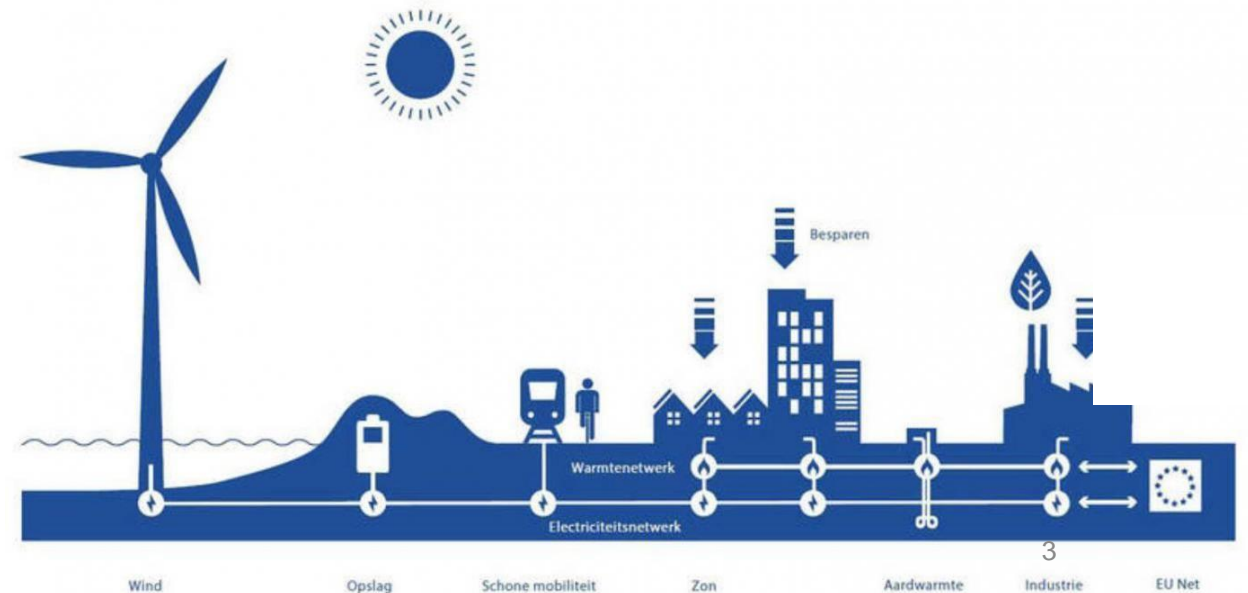 Besparen
Warmtenetwerk
Electriciteitsnetwerk
3
Wind
Opslag
Schone mobiliteit
Zon
Aardwarmte
Industrie
EU Net